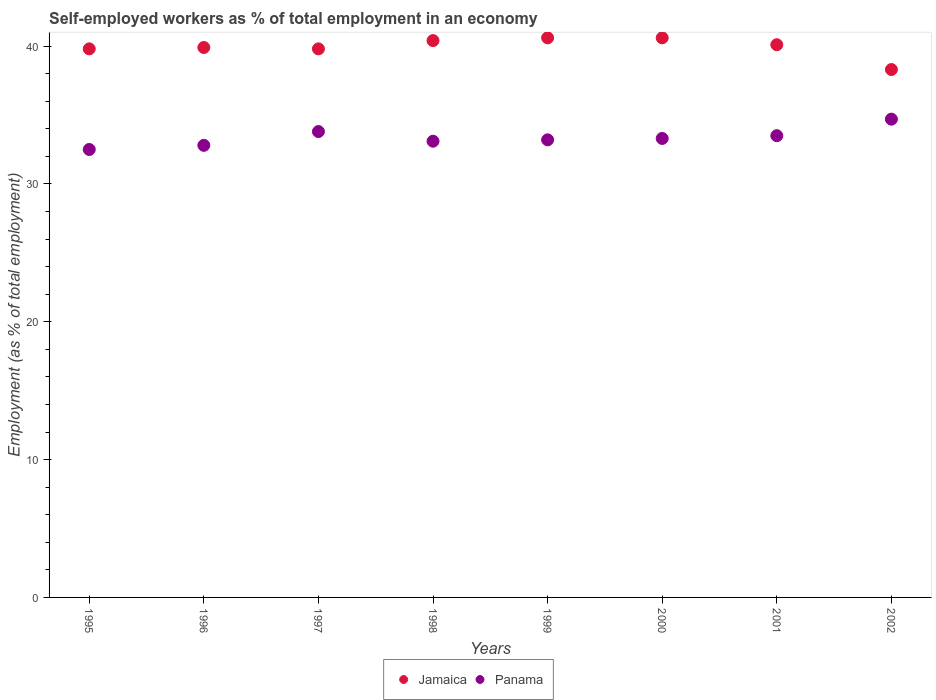 Self-employed workers as % of total employment in an economy
Employment (as % of total employment)
40
30
20
10
0
1995
1996
1997
1998
1999
2000
2001
2002
Years
Jamaica
Panama